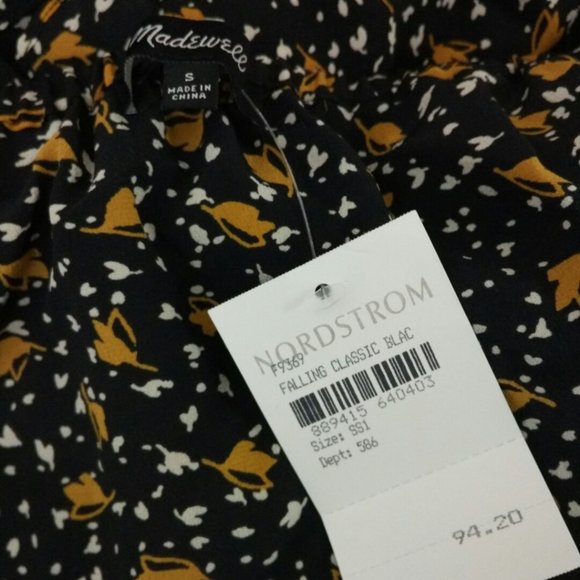 Madewell
S
MADE IN
CHINA
NORDSTROM
F9369
FALLING CLASSIC BLAC
889415 640403
Size: SS1
Dept: 586
94.20